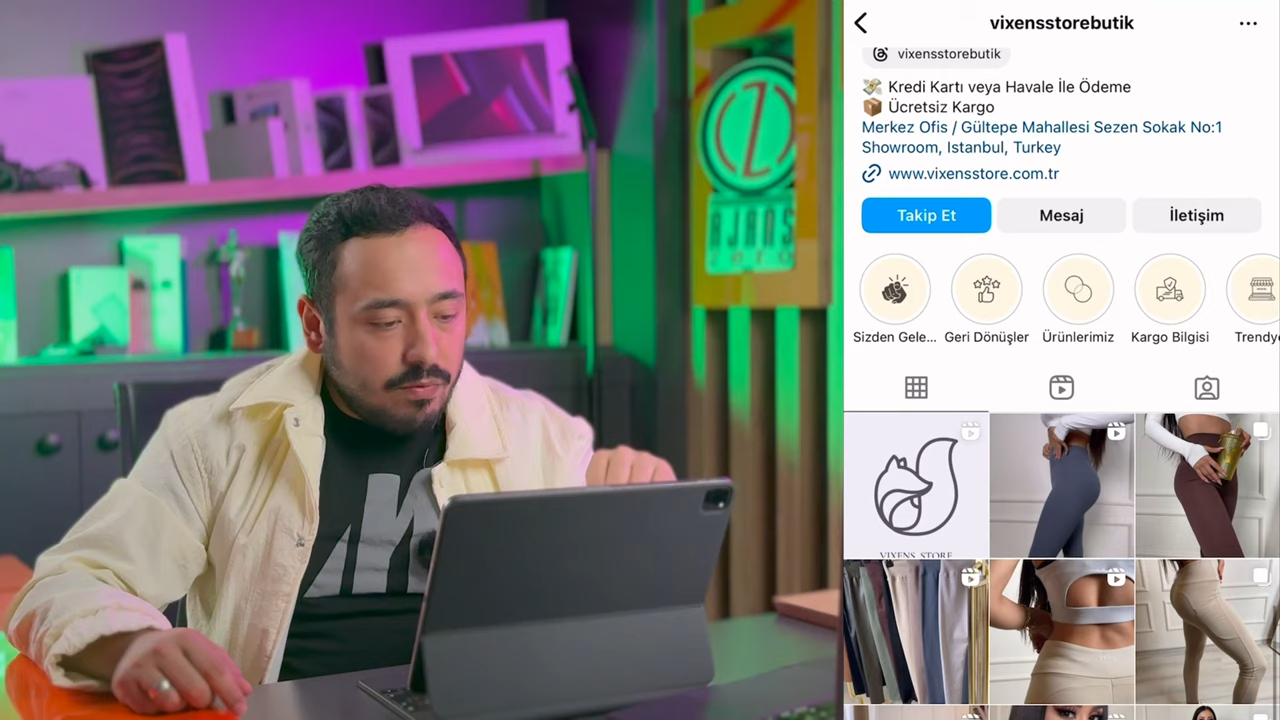 Z
AJANS
vixensstorebutik
vixensstorebutik
💸 Kredi Kartı veya Havale İle Ödeme
📦 Ücretsiz Kargo
Merkez Ofis / Gültepe Mahallesi Sezen Sokak No:1
Showroom, Istanbul, Turkey
www.vixensstore.com.tr
Takip Et Mesaj İletişim
Sizden Gele... Geri Dönüşler Ürünlerimiz Kargo Bilgisi Trendy
VIXENS STORE